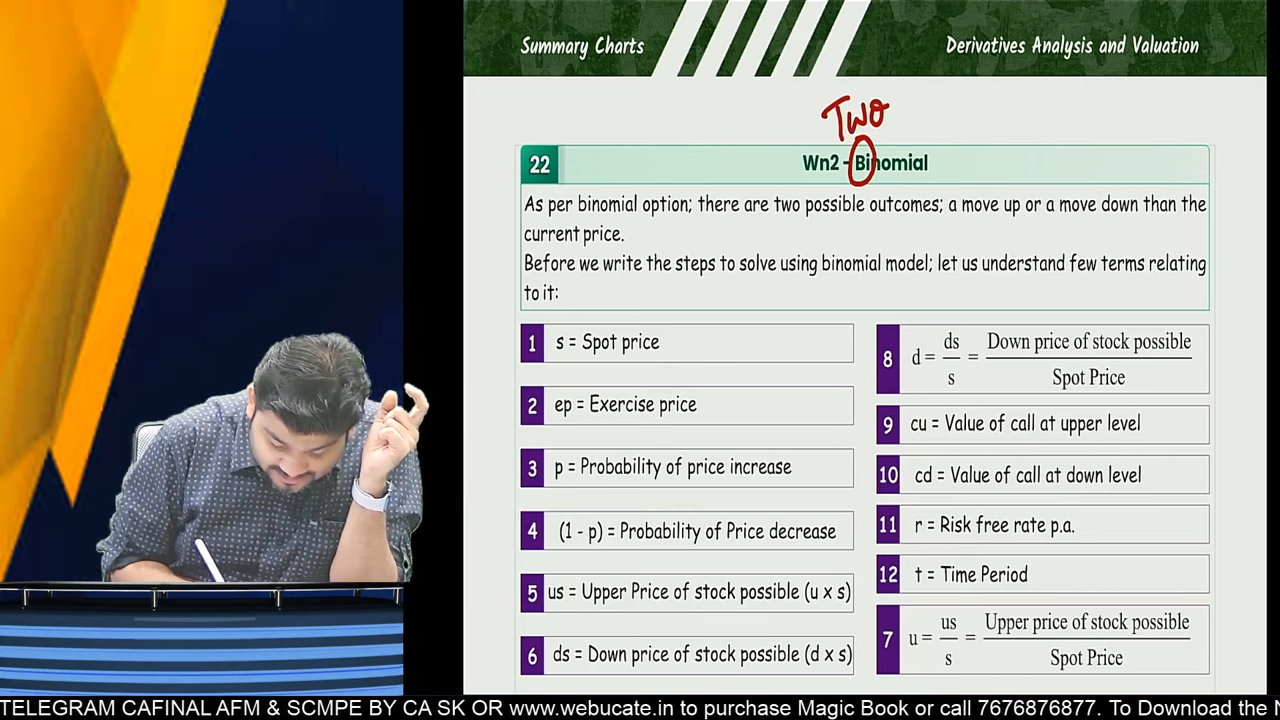 Summary Charts
Derivatives Analysis and Valuation
Two
22
Wn2 - Binomial
As per binomial option; there are two possible outcomes; a move up or a move down than the
current price.
Before we write the steps to solve using binomial model; let us understand few terms relating
to it:
1 s = Spot price
2 ep = Exercise price
3 p = Probability of price increase
4 (1 - p) = Probability of Price decrease
5 us = Upper Price of stock possible (u x s)
6 ds = Down price of stock possible (d x s)
8 d = ds/s = Down price of stock possible/Spot Price
9 cu = Value of call at upper level
10 cd = Value of call at down level
11 r = Risk free rate p.a.
12 t = Time Period
7 u = us/s = Upper price of stock possible/Spot Price
TELEGRAM CAFINAL AFM & SCMPE BY CA SK OR www.webucate.in to purchase Magic Book or call 7676876877. To Download the